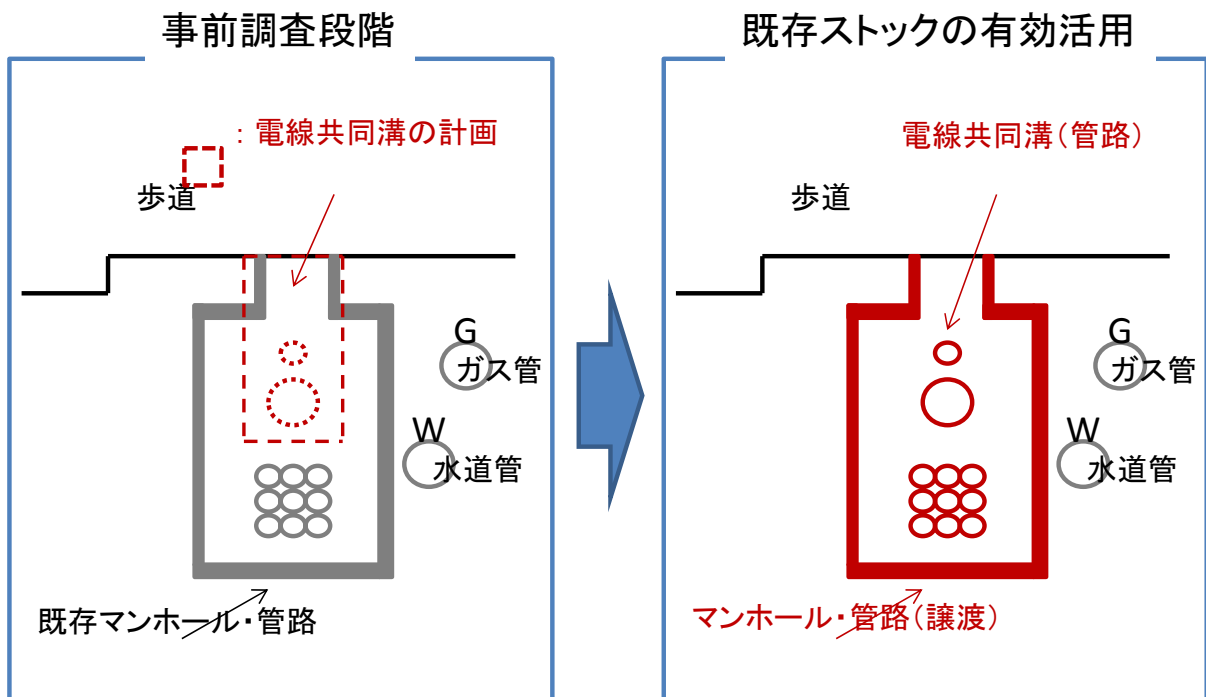 事前調査段階
：電線共同溝の計画
歩道
G
ガス管
W
水道管
既存マンホール・管路
既存ストックの有効活用
電線共同溝（管路）
歩道
G
ガス管
W
水道管
マンホール・管路（譲渡）